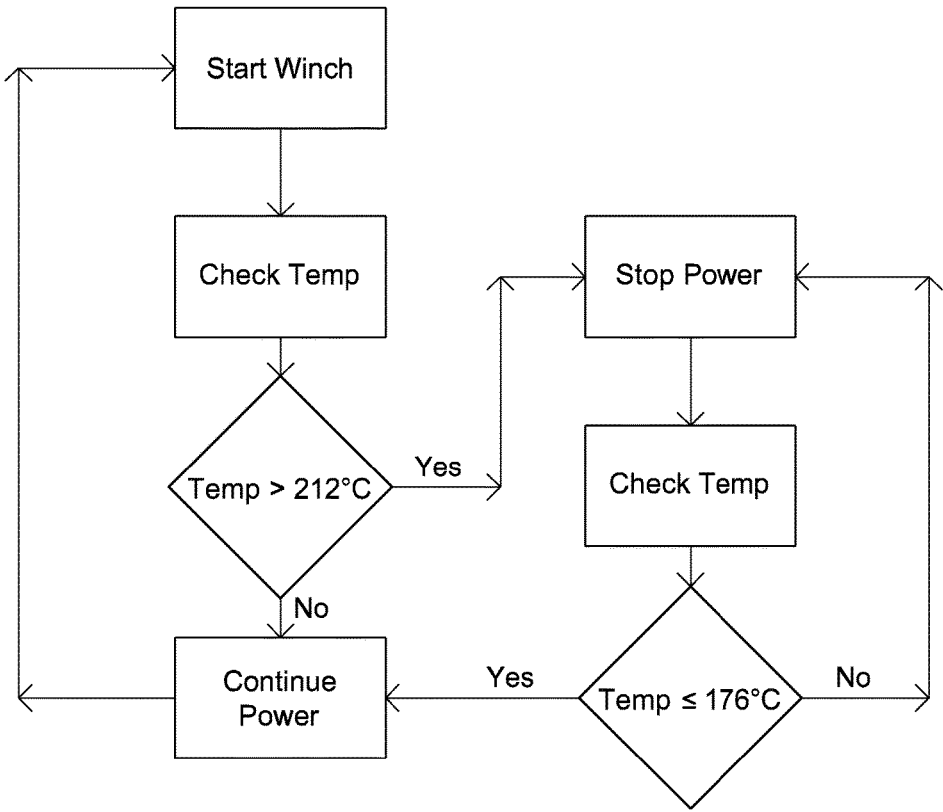 Start Winch
Check Temp
Stop Power
Temp > 212°C
Yes
Check Temp
No
Continue
Power
Yes
Temp ≤ 176°C
No